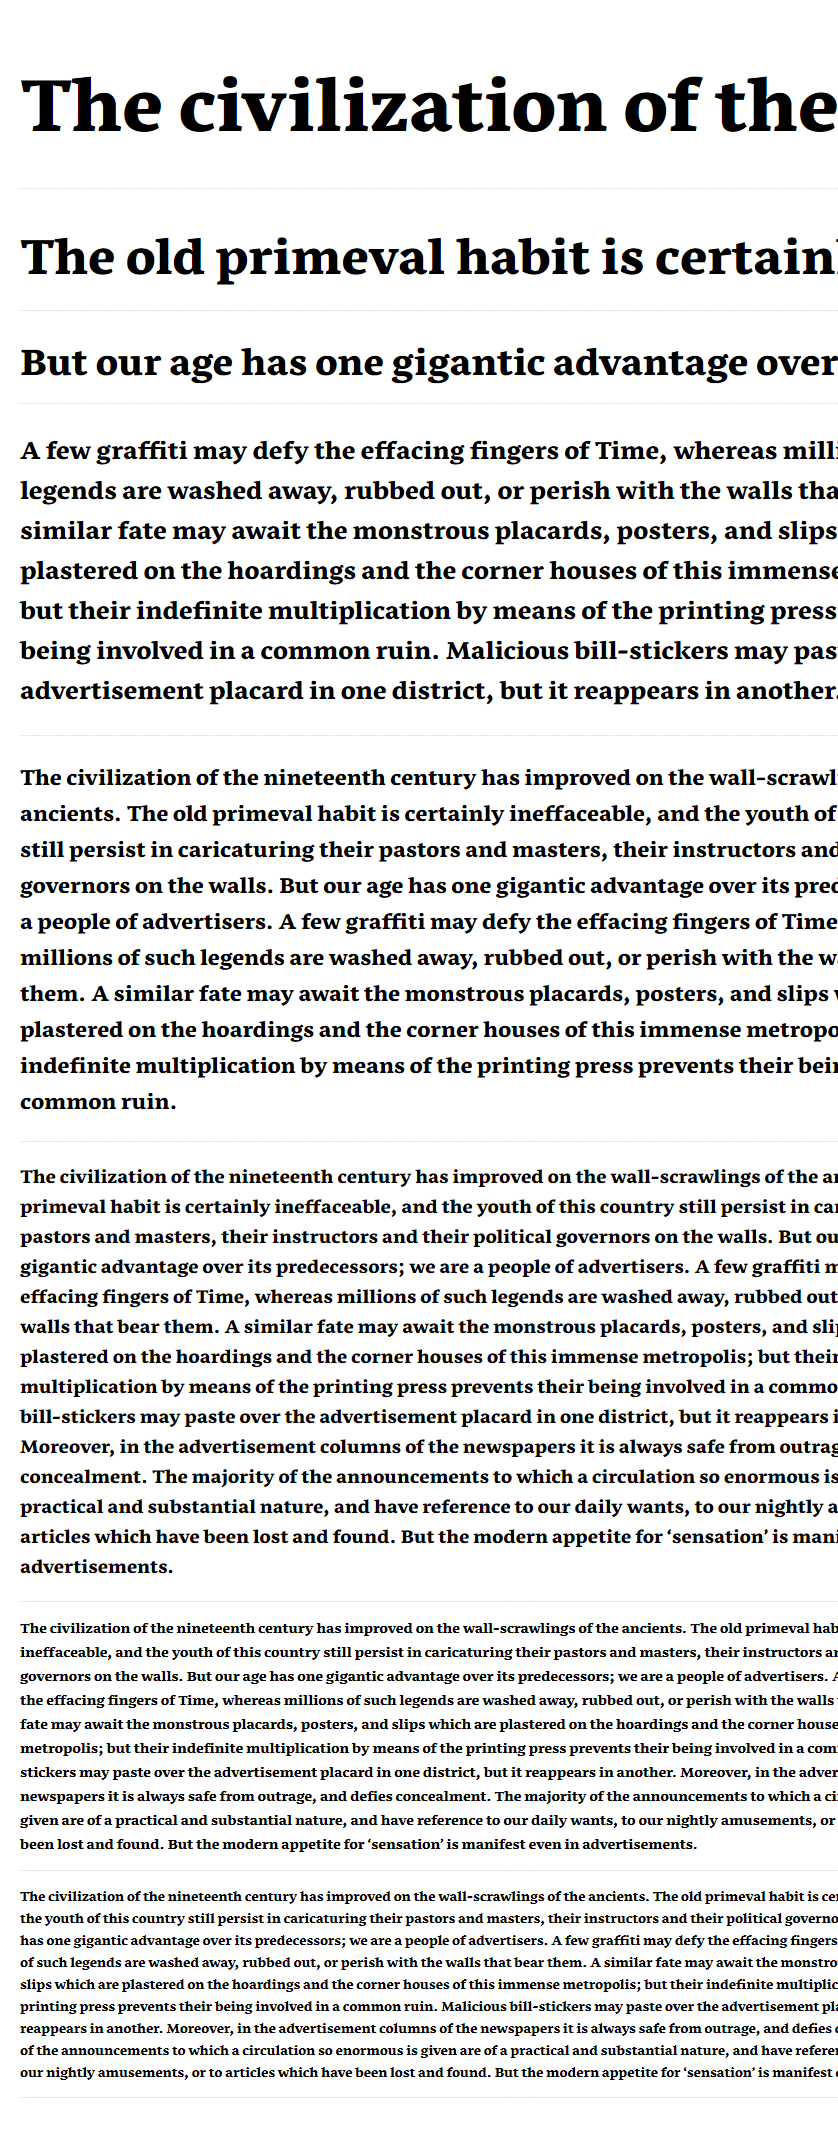 The civilization of the
The old primeval habit is certainl
But our age has one gigantic advantage over
A few graffiti may defy the effacing fingers of Time, whereas milli
legends are washed away, rubbed out, or perish with the walls tha
similar fate may await the monstrous placards, posters, and slips
plastered on the hoardings and the corner houses of this immense
but their indefinite multiplication by means of the printing press
being involved in a common ruin. Malicious bill-stickers may pas
advertisement placard in one district, but it reappears in another.
The civilization of the nineteenth century has improved on the wall-scrawl
ancients. The old primeval habit is certainly ineffaceable, and the youth of
still persist in caricaturing their pastors and masters, their instructors and
governors on the walls. But our age has one gigantic advantage over its pred
a people of advertisers. A few graffiti may defy the effacing fingers of Time
millions of such legends are washed away, rubbed out, or perish with the w
them. A similar fate may await the monstrous placards, posters, and slips
plastered on the hoardings and the corner houses of this immense metropo
indefinite multiplication by means of the printing press prevents their bein
common ruin.
The civilization of the nineteenth century has improved on the wall-scrawlings of the an
primeval habit is certainly ineffaceable, and the youth of this country still persist in car
pastors and masters, their instructors and their political governors on the walls. But ou
gigantic advantage over its predecessors; we are a people of advertisers. A few graffiti m
effacing fingers of Time, whereas millions of such legends are washed away, rubbed out
walls that bear them. A similar fate may await the monstrous placards, posters, and slip
plastered on the hoardings and the corner houses of this immense metropolis; but their
multiplication by means of the printing press prevents their being involved in a commo
bill-stickers may paste over the advertisement placard in one district, but it reappears i
Moreover, in the advertisement columns of the newspapers it is always safe from outrag
concealment. The majority of the announcements to which a circulation so enormous is
practical and substantial nature, and have reference to our daily wants, to our nightly a
articles which have been lost and found. But the modern appetite for ‘sensation’ is mani
advertisements.
The civilization of the nineteenth century has improved on the wall-scrawlings of the ancients. The old primeval hab
ineffaceable, and the youth of this country still persist in caricaturing their pastors and masters, their instructors an
governors on the walls. But our age has one gigantic advantage over its predecessors; we are a people of advertisers. A
the effacing fingers of Time, whereas millions of such legends are washed away, rubbed out, or perish with the walls
fate may await the monstrous placards, posters, and slips which are plastered on the hoardings and the corner house
metropolis; but their indefinite multiplication by means of the printing press prevents their being involved in a com
stickers may paste over the advertisement placard in one district, but it reappears in another. Moreover, in the adver
newspapers it is always safe from outrage, and defies concealment. The majority of the announcements to which a ci
given are of a practical and substantial nature, and have reference to our daily wants, to our nightly amusements, or
been lost and found. But the modern appetite for ‘sensation’ is manifest even in advertisements.
The civilization of the nineteenth century has improved on the wall-scrawlings of the ancients. The old primeval habit is cer
the youth of this country still persist in caricaturing their pastors and masters, their instructors and their political governo
has one gigantic advantage over its predecessors; we are a people of advertisers. A few graffiti may defy the effacing fingers
of such legends are washed away, rubbed out, or perish with the walls that bear them. A similar fate may await the monstro
slips which are plastered on the hoardings and the corner houses of this immense metropolis; but their indefinite multiplic
printing press prevents their being involved in a common ruin. Malicious bill-stickers may paste over the advertisement pla
reappears in another. Moreover, in the advertisement columns of the newspapers it is always safe from outrage, and defies
of the announcements to which a circulation so enormous is given are of a practical and substantial nature, and have referen
our nightly amusements, or to articles which have been lost and found. But the modern appetite for ‘sensation’ is manifest